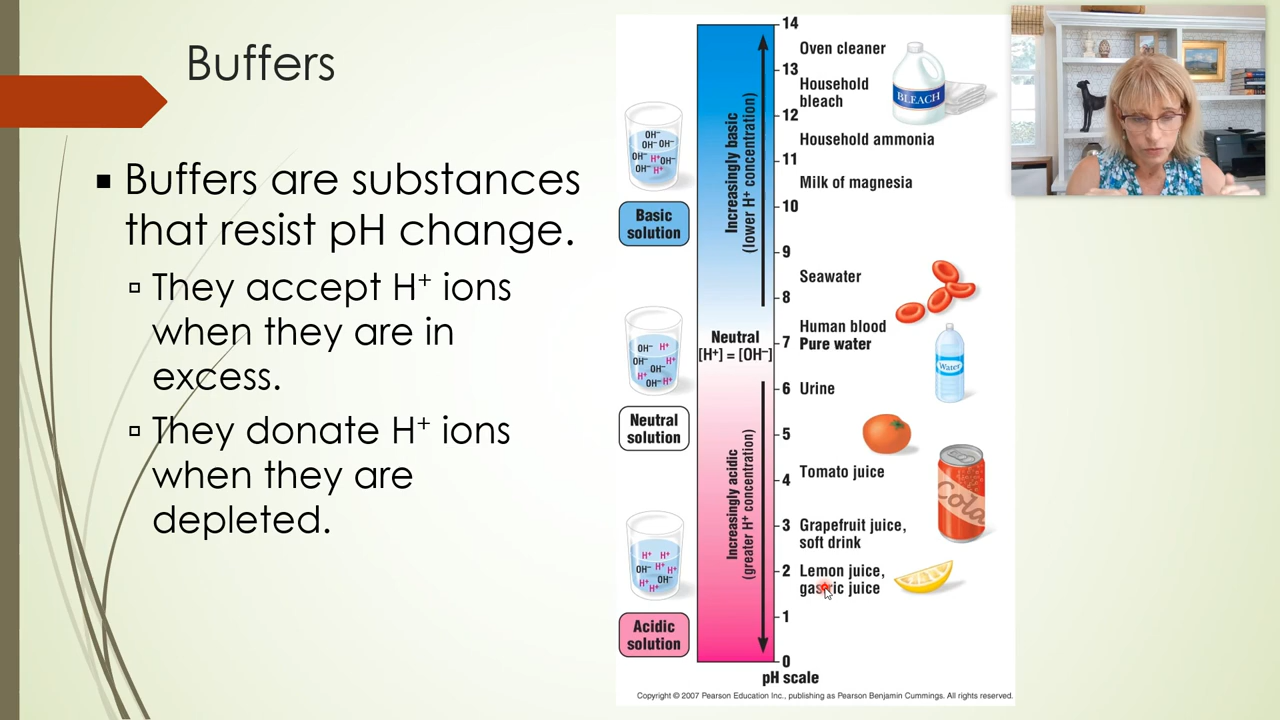 Buffers
■ Buffers are substances
that resist pH change.
▫ They accept H⁺ ions
when they are in
excess.
▫ They donate H⁺ ions
when they are
depleted.
OH⁻
OH⁻ OH⁻
OH⁻ H⁺ OH⁻
OH⁻ H⁺
Basic
solution
OH⁻ H⁺
OH⁻ H⁺
OH⁻
H⁺
OH⁻ H⁺
Neutral
solution
H⁺ H⁺
OH⁻ H⁺ H⁺
H⁺ OH⁻
H⁺
Acidic
solution
Increasingly basic
(lower H⁺ concentration)
Neutral
[H⁺] = [OH⁻]
Increasingly acidic
(greater H⁺ concentration)
14
Oven cleaner
13
Household
bleach
BLEACH
12
Household ammonia
11
Milk of magnesia
10
9
Seawater
8
Human blood
7 Pure water
Water
6 Urine
5
Tomato juice
4
Cola
3 Grapefruit juice,
soft drink
2 Lemon juice,
gastric juice
1
0
pH scale
Copyright © 2007 Pearson Education Inc., publishing as Pearson Benjamin Cummings. All rights reserved.